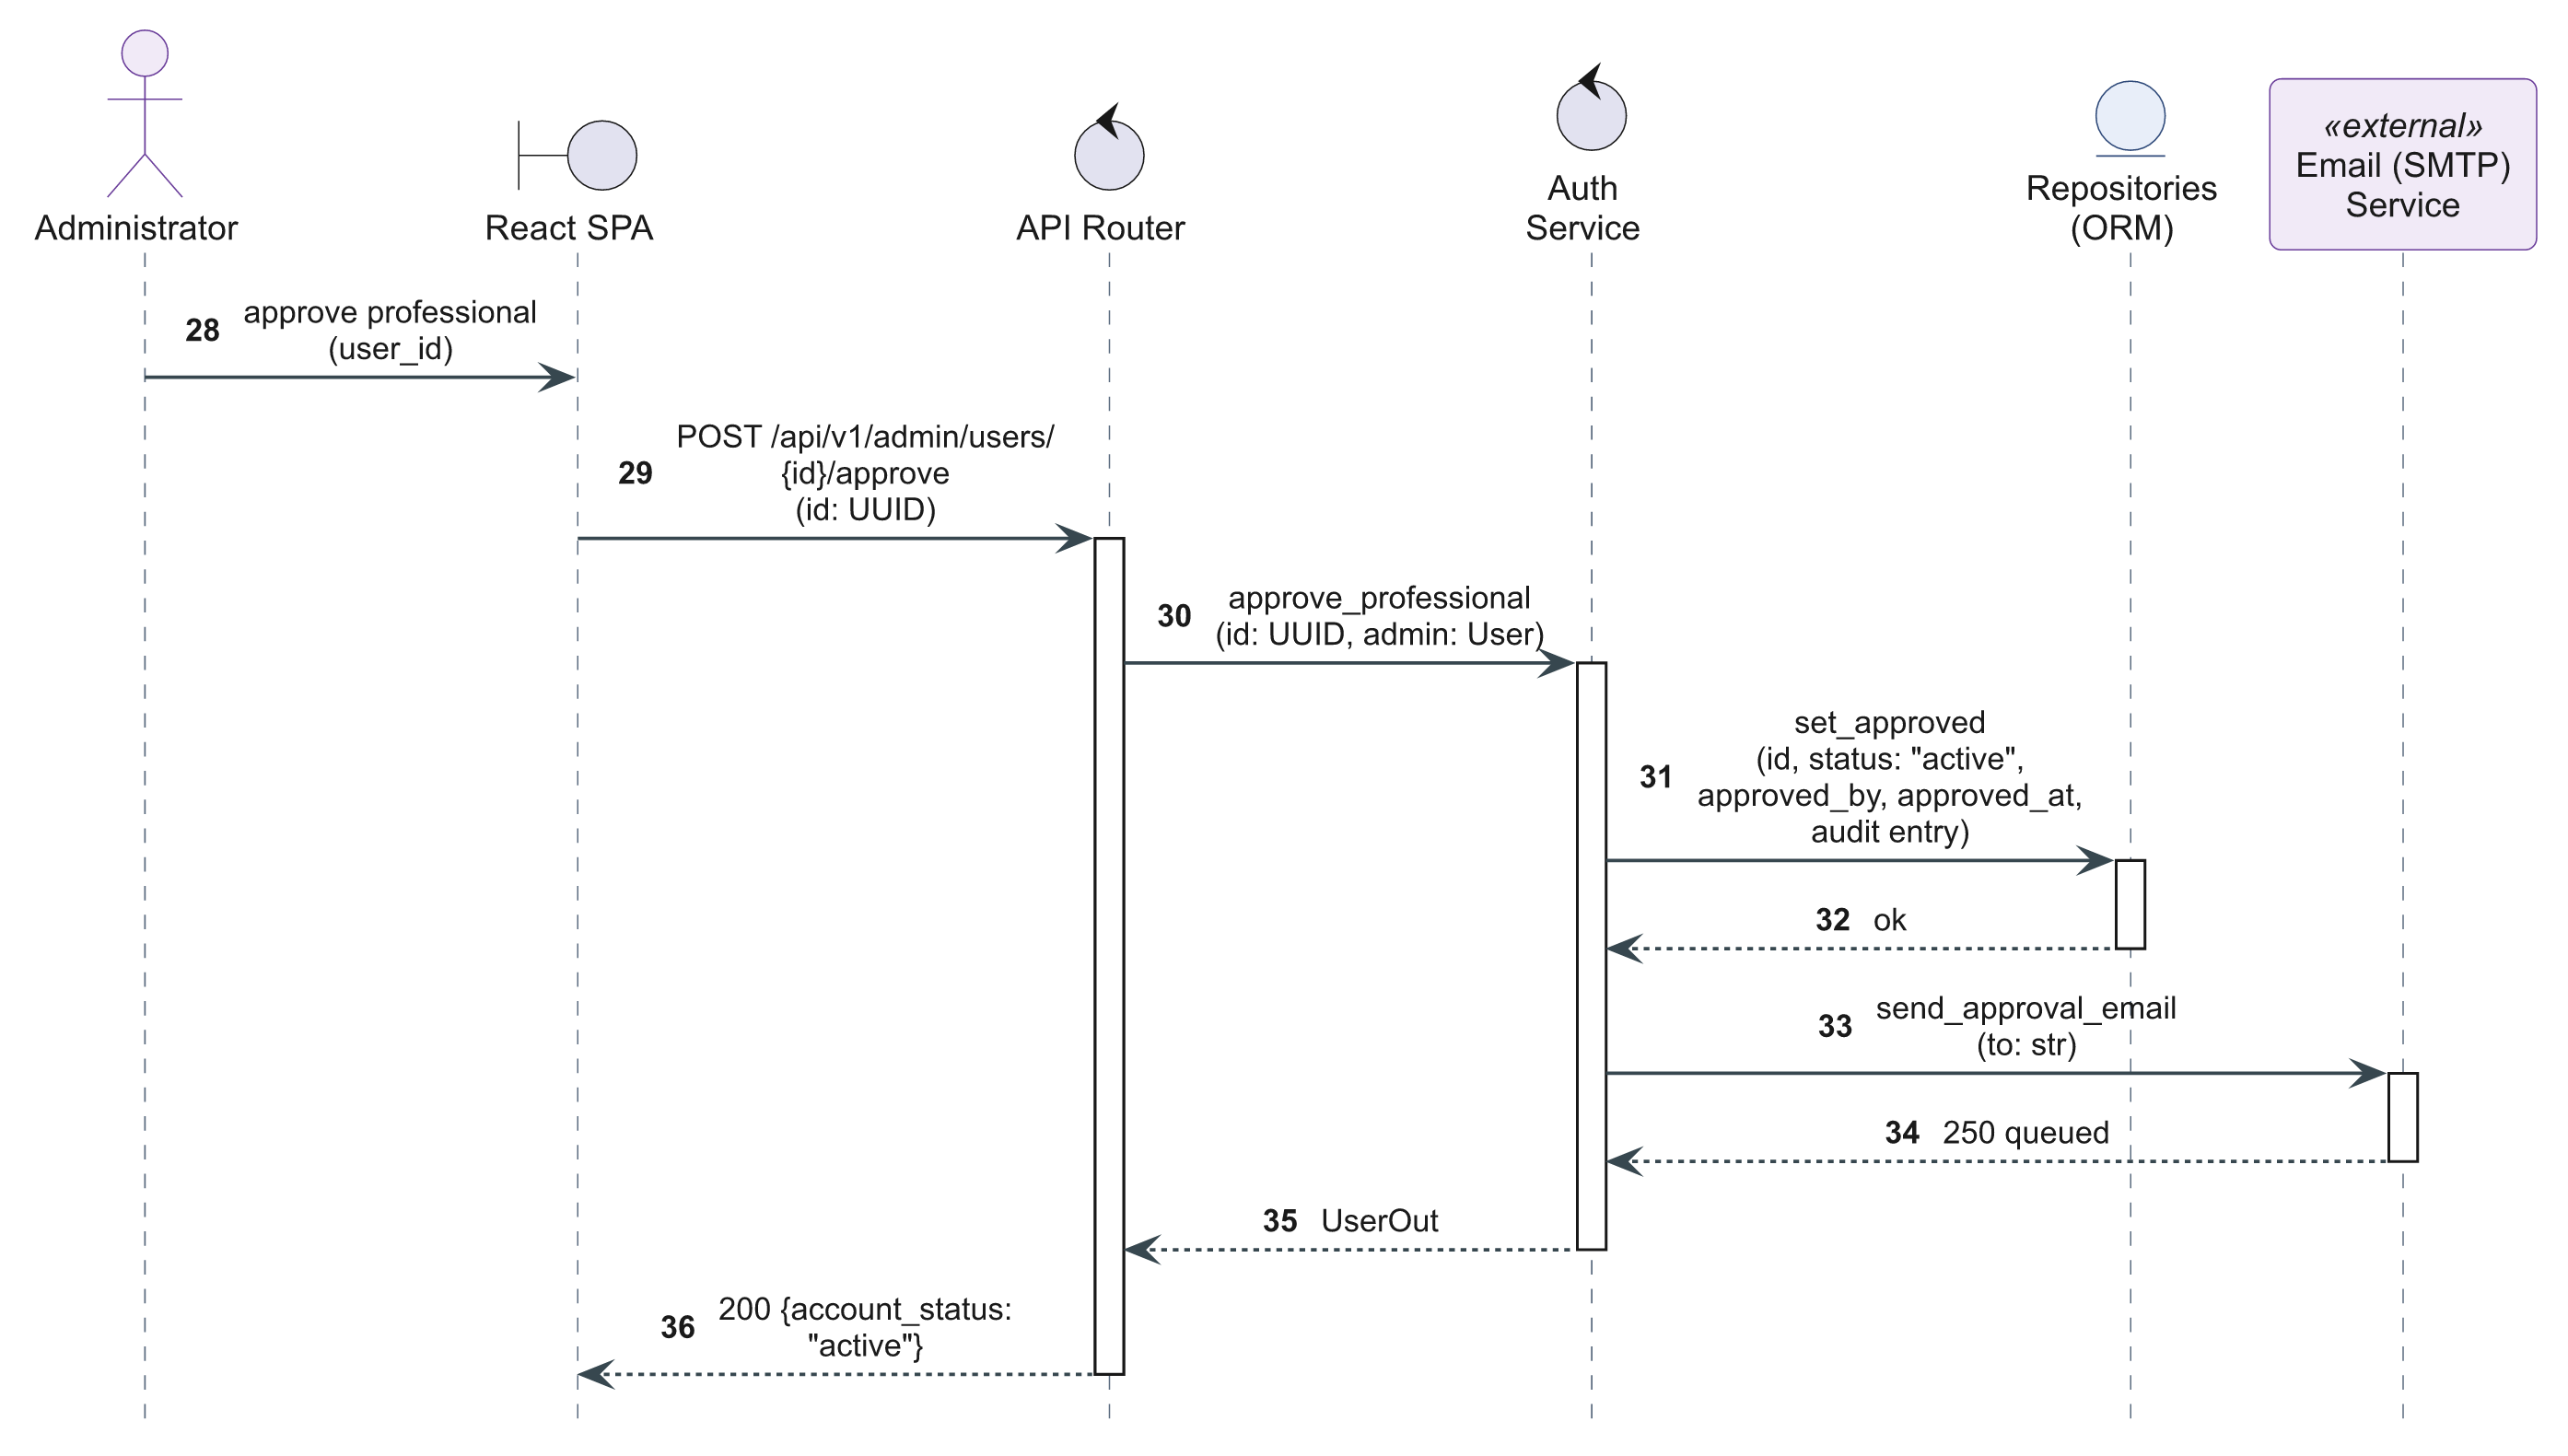 Administrator
React SPA
API Router
Auth
Service
Repositories
(ORM)
«external»
Email (SMTP)
Service
28 approve professional
(user_id)
29 POST /api/v1/admin/users/
{id}/approve
(id: UUID)
30 approve_professional
(id: UUID, admin: User)
31 set_approved
(id, status: "active",
approved_by, approved_at,
audit entry)
32 ok
33 send_approval_email
(to: str)
34 250 queued
35 UserOut
36 200 {account_status:
"active"}